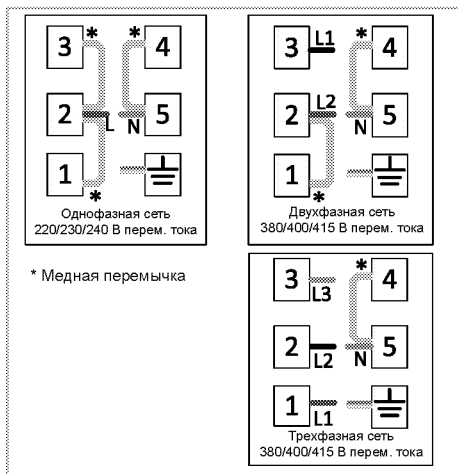 3 * * 4
2 L N 5
1 *
Однофазная сеть
220/230/240 В перем. тока
3 L1 * 4
2 L2 N 5
1 *
Двухфазная сеть
380/400/415 В перем. тока
* Медная перемычка
3 L3 * 4
2 L2 N 5
1 L1
Трехфазная сеть
380/400/415 В перем. тока